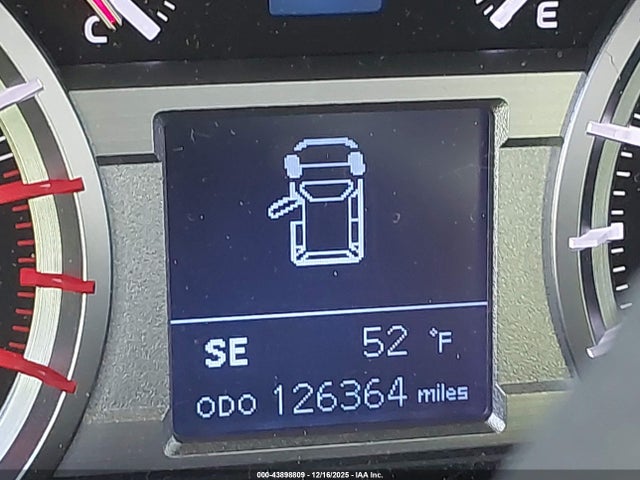 C
E
SE 52 °F
ODO 126364 miles
000-43898809 - 12/16/2025 - IAA Inc.